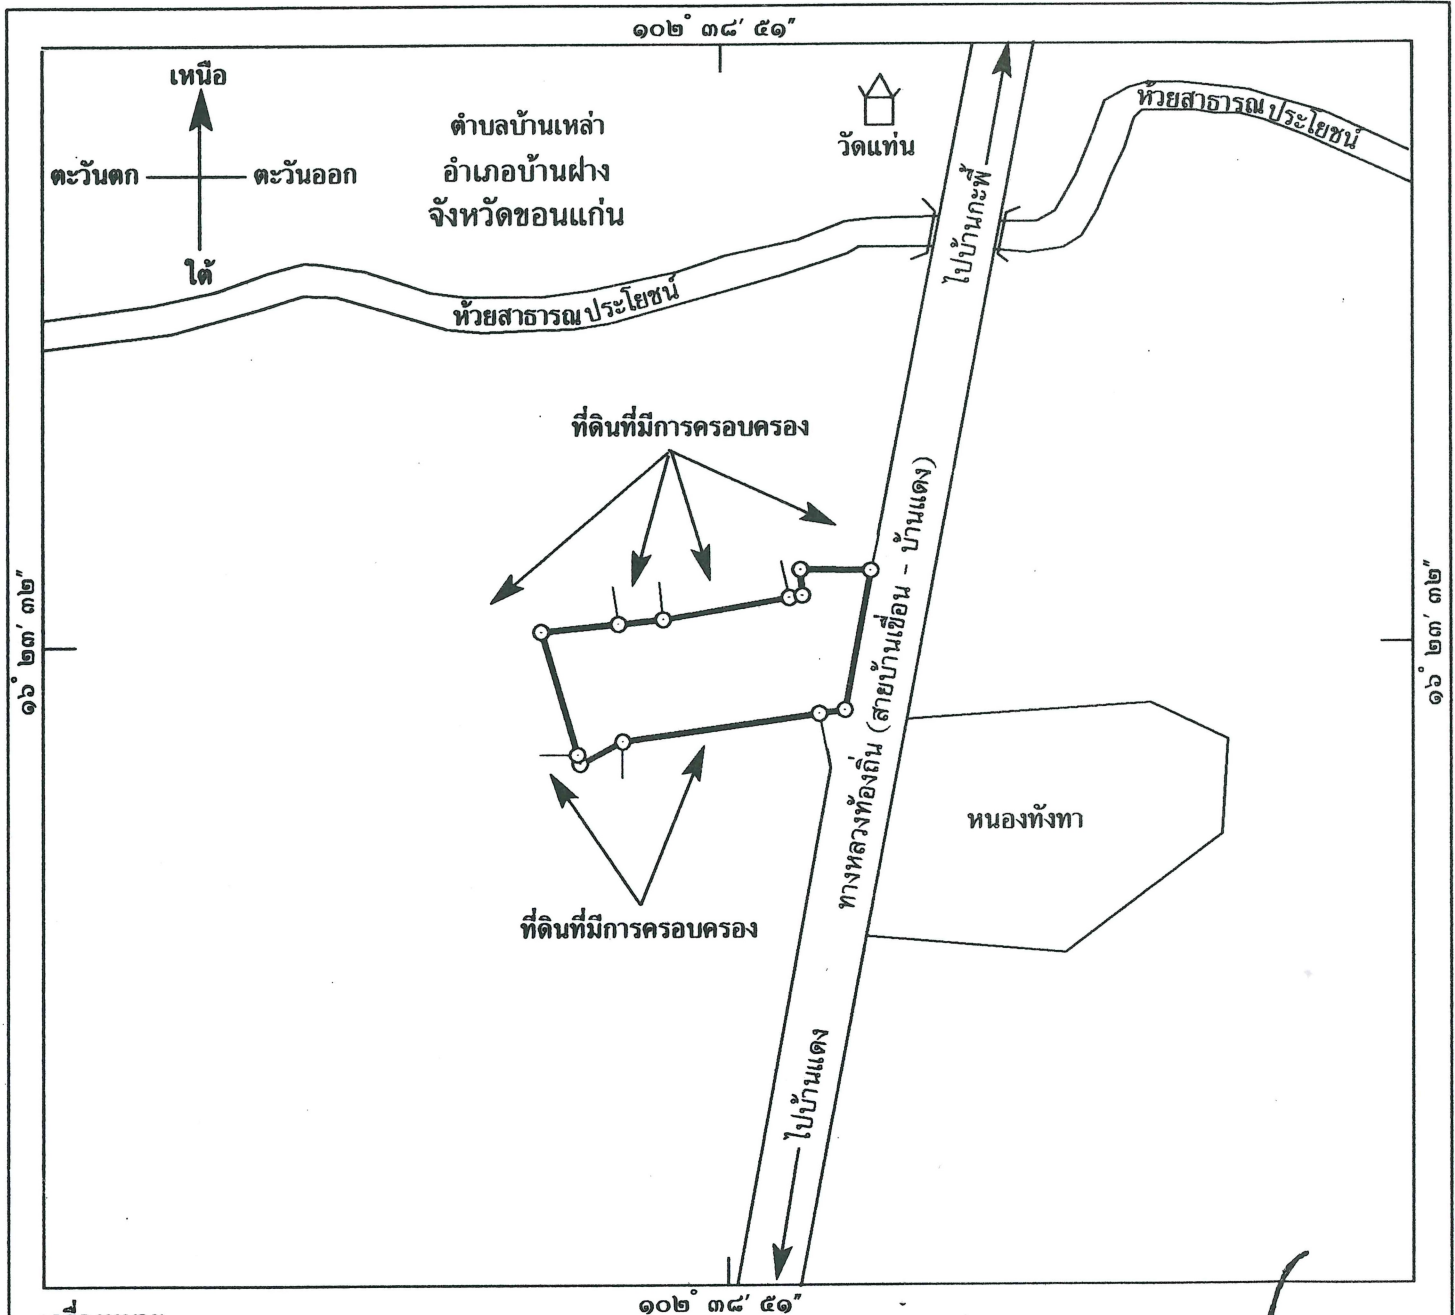 ๑๐๒° ๓๘′ ๕๑″
เหนือ
ตะวันตก
ตะวันออก
ใต้
ตำบลบ้านเหล่า
อำเภอบ้านฝาง
จังหวัดขอนแก่น
วัดแท่น
ห้วยสาธารณประโยชน์
ไปบ้านกะพี้
ห้วยสาธารณประโยชน์
ที่ดินที่มีการครอบครอง
ทางหลวงท้องถิ่น (สายบ้านเขื่อน - บ้านแดง)
๑๖° ๒๓′ ๓๒″
๑๖° ๒๓′ ๓๒″
หนองทังทา
ที่ดินที่มีการครอบครอง
ไปบ้านแดง
๑๐๒° ๓๘′ ๕๑″